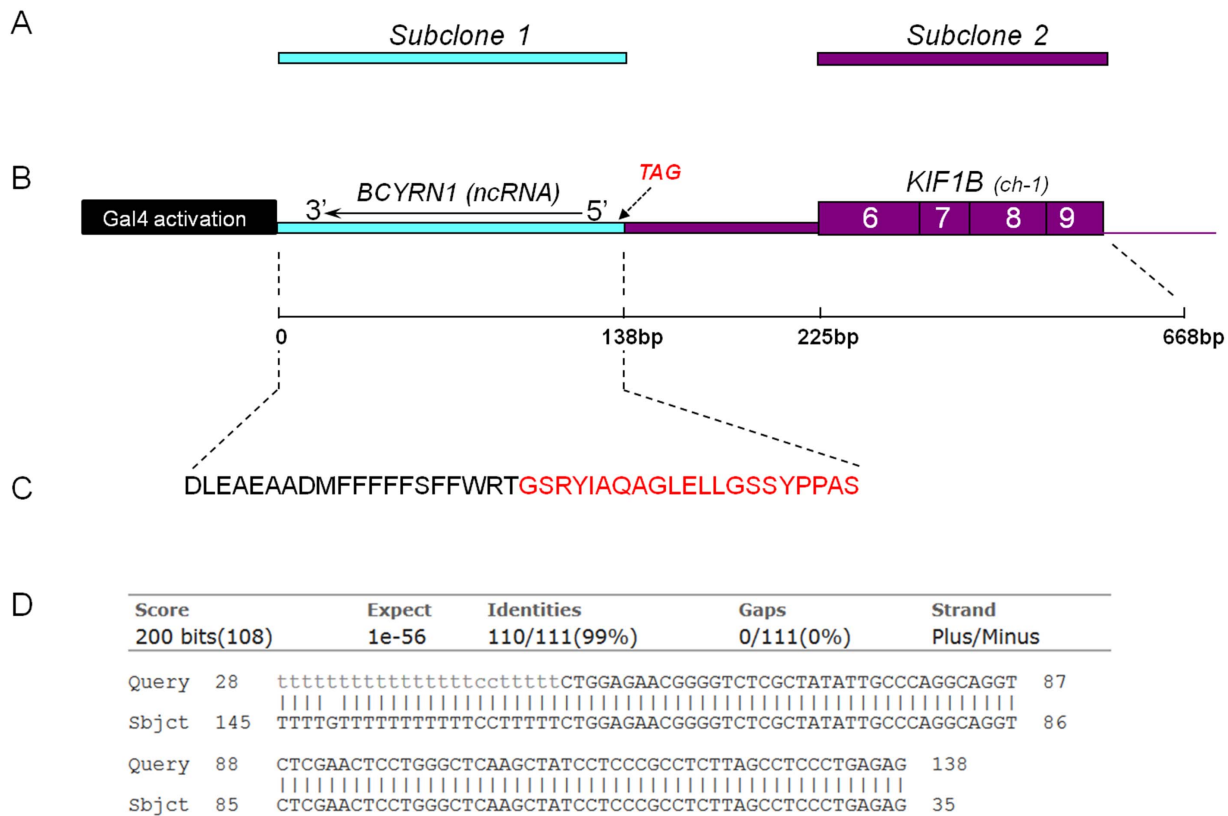 A
Subclone 1 Subclone 2
B
TAG
BCYRN1 (ncRNA) KIF1B (ch-1)
Gal4 activation 3’ 5’ 6 7 8 9
0 138bp 225bp 668bp
C DLEAEAADMFFFFFSFFWRTGSRYIAQAGLELLGSSYPPAS
D
Score Expect Identities Gaps Strand
200 bits(108) 1e-56 110/111(99%) 0/111(0%) Plus/Minus
Query 28 ttttttttttttttttcctttttCTGGAGAACGGGGTCTCGCTATATTGCCCAGGCAGGT 87
Sbjct 145 TTTTGTTTTTTTTTTTCCTTTTTCTGGAGAACGGGGTCTCGCTATATTGCCCAGGCAGGT 86
Query 88 CTCGAACTCCTGGGCTCAAGCTATCCTCCCGCCTCTTAGCCTCCCTGAGAG 138
Sbjct 85 CTCGAACTCCTGGGCTCAAGCTATCCTCCCGCCTCTTAGCCTCCCTGAGAG 35